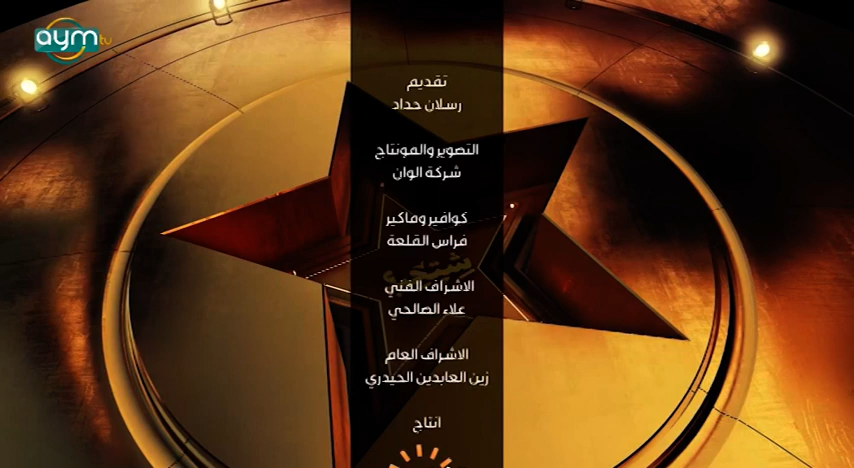 aym tv
تقديم
رسلان حداد
التصوير والمونتاج
شركة الوان
كوافير وماكير
فراس القلعة
الاشراف الفني
علاء الصالحي
الاشراف العام
زين العابدين الحيدري
انتاج